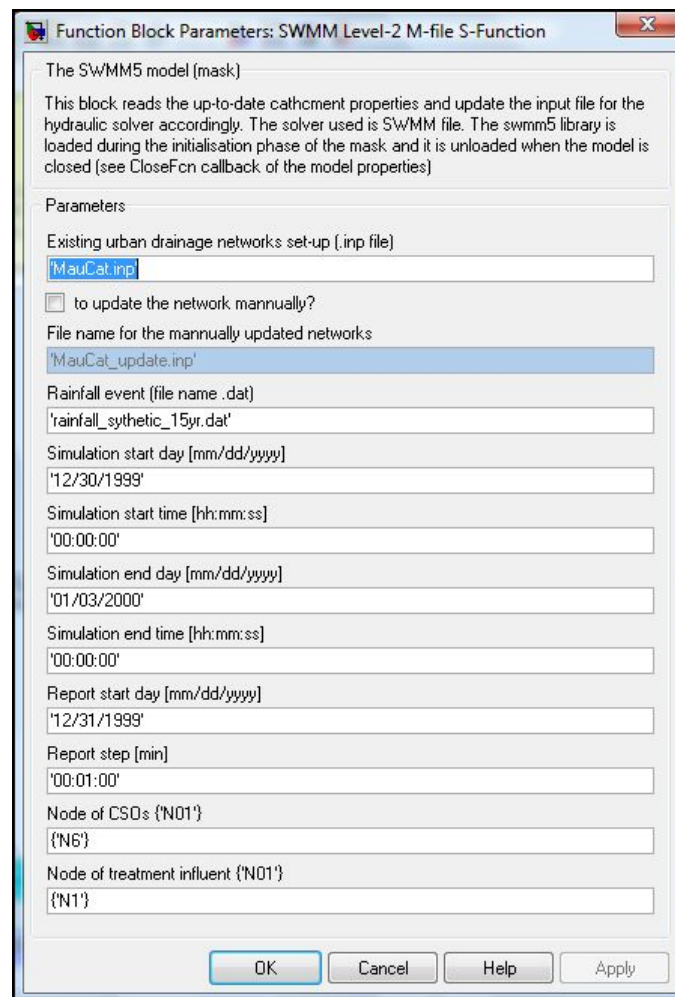 Function Block Parameters: SWMM Level-2 M-file S-Function
The SWMM5 model (mask)
This block reads the up-to-date cathcment properties and update the input file for the
hydraulic solver accordingly. The solver used is SWMM file. The swmm5 library is
loaded during the initialisation phase of the mask and it is unloaded when the model is
closed (see CloseFcn callback of the model properties)
Parameters
Existing urban drainage networks set-up (.inp file)
'MauCat.inp'
to update the network mannually?
File name for the mannually updated networks
'MauCat_update.inp'
Rainfall event (file name .dat)
'rainfall_sythetic_15yr.dat'
Simulation start day [mm/dd/yyyy]
'12/30/1999'
Simulation start time [hh:mm:ss]
'00:00:00'
Simulation end day [mm/dd/yyyy]
'01/03/2000'
Simulation end time [hh:mm:ss]
'00:00:00'
Report start day [mm/dd/yyyy]
'12/31/1999'
Report step [min]
'00:01:00'
Node of CSOs {'N01'}
{'N6'}
Node of treatment influent {'N01'}
{'N1'}
OK Cancel Help Apply